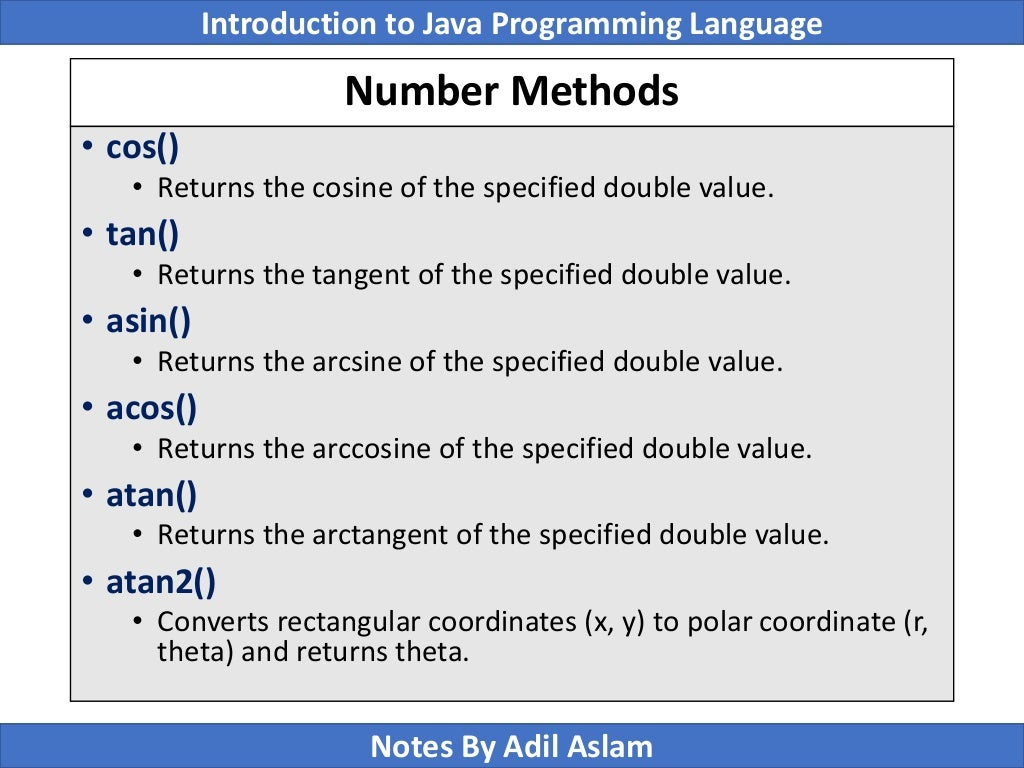 Introduction to Java Programming Language
Number Methods
• cos()
• Returns the cosine of the specified double value.
• tan()
• Returns the tangent of the specified double value.
• asin()
• Returns the arcsine of the specified double value.
• acos()
• Returns the arccosine of the specified double value.
• atan()
• Returns the arctangent of the specified double value.
• atan2()
• Converts rectangular coordinates (x, y) to polar coordinate (r,
theta) and returns theta.
Notes By Adil Aslam